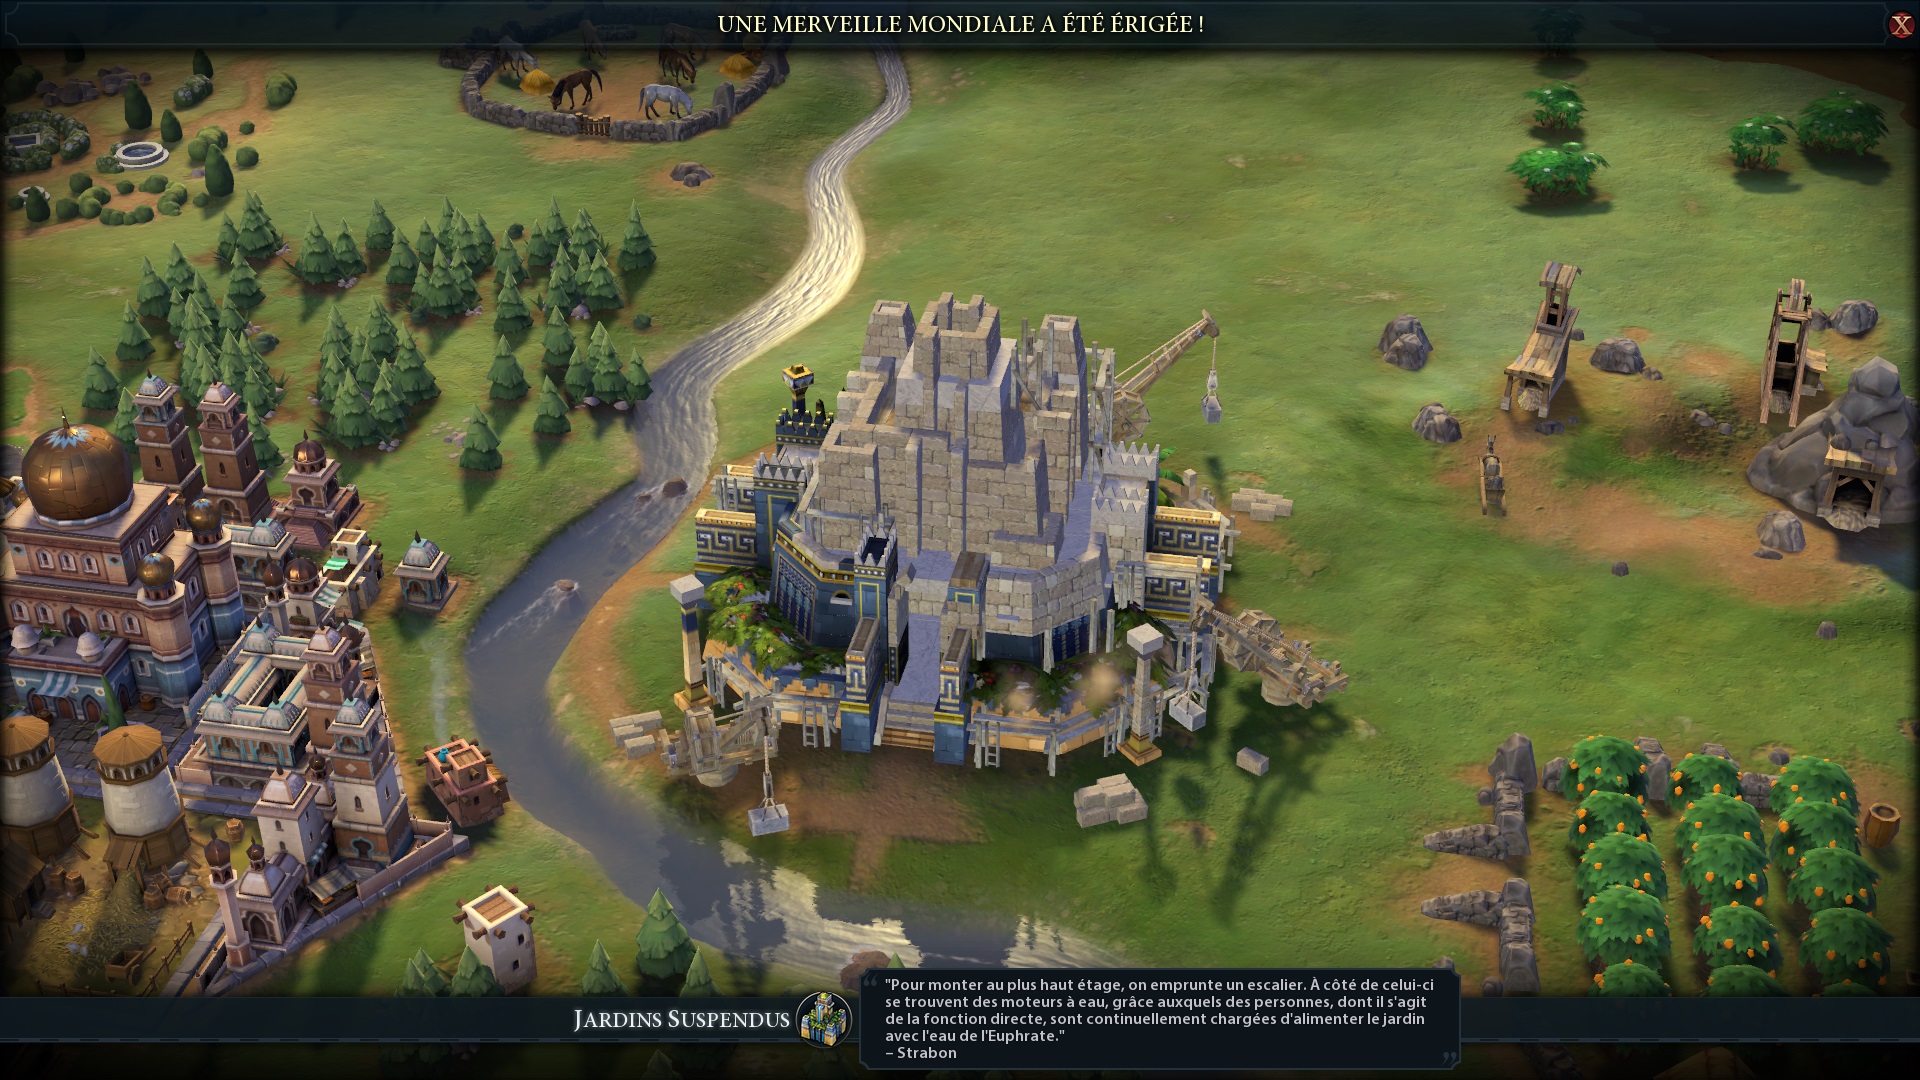 UNE MERVEILLE MONDIALE A ÉTÉ ÉRIGÉE !
X
JARDINS SUSPENDUS
"Pour monter au plus haut étage, on emprunte un escalier. À côté de celui-ci
se trouvent des moteurs à eau, grâce auxquels des personnes, dont il s'agit
de la fonction directe, sont continuellement chargées d'alimenter le jardin
avec l'eau de l'Euphrate."
– Strabon